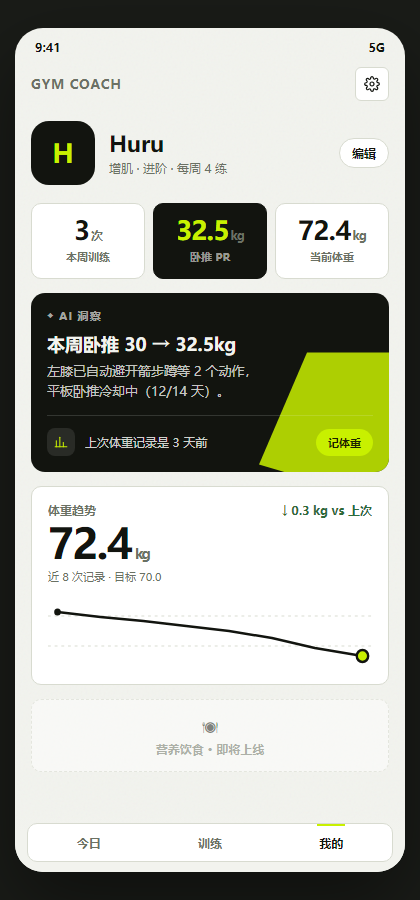 9:41 5G
GYM COACH
H
Huru
增肌 · 进阶 · 每周 4 练
编辑
3次
本周训练
32.5kg
卧推 PR
72.4kg
当前体重
✦ AI 洞察
本周卧推 30 → 32.5kg
左膝已自动避开箭步蹲等 2 个动作,
平板卧推冷却中（12/14 天）。
上次体重记录是 3 天前
记体重
体重趋势
↓ 0.3 kg vs 上次
72.4kg
近 8 次记录 · 目标 70.0
🍽
营养饮食 · 即将上线
今日 训练 我的